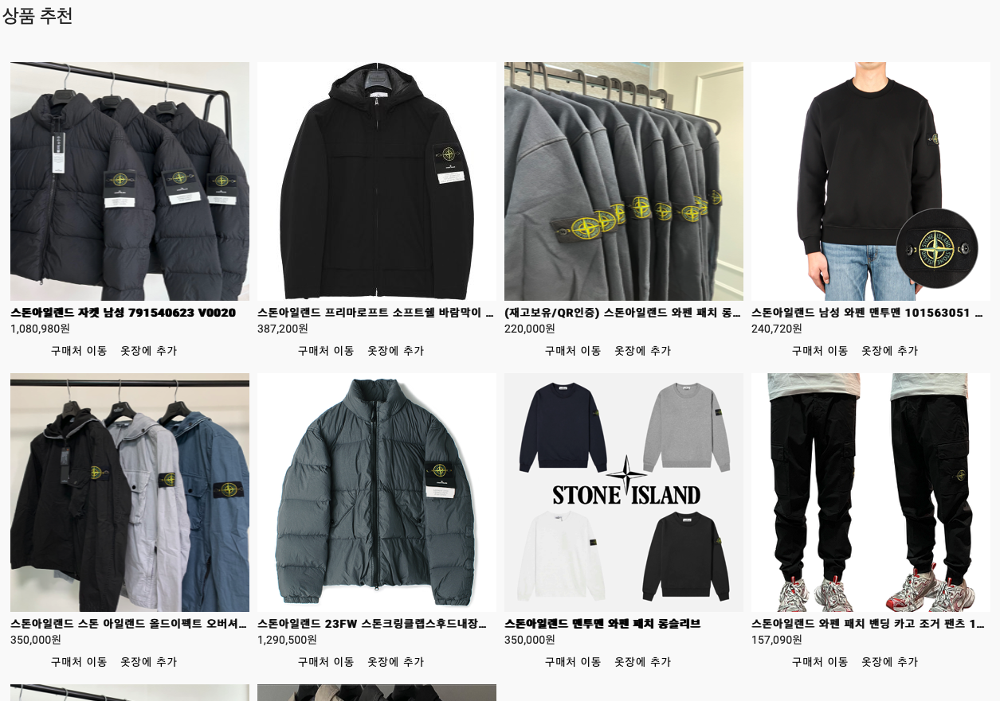 상품 추천
스톤아일랜드 자켓 남성 791540623 V0020
1,080,980원
구매처 이동 옷장에 추가
스톤아일랜드 프리마로프트 소프트쉘 바람막이 ...
387,200원
구매처 이동 옷장에 추가
(재고보유/QR인증) 스톤아일랜드 와펜 패치 롱...
220,000원
구매처 이동 옷장에 추가
STONE ISLAND
STONE ISLAND
스톤아일랜드 남성 와펜 맨투맨 101563051 ...
240,720원
구매처 이동 옷장에 추가
스톤아일랜드 스톤 아일랜드 올드이펙트 오버셔...
350,000원
구매처 이동 옷장에 추가
스톤아일랜드 23FW 스톤크링클랩스후드내장...
1,290,500원
구매처 이동 옷장에 추가
STONE ISLAND
스톤아일랜드 맨투맨 와펜 패치 롱슬리브
350,000원
구매처 이동 옷장에 추가
스톤아일랜드 와펜 패치 밴딩 카고 조거 팬츠 1...
157,090원
구매처 이동 옷장에 추가